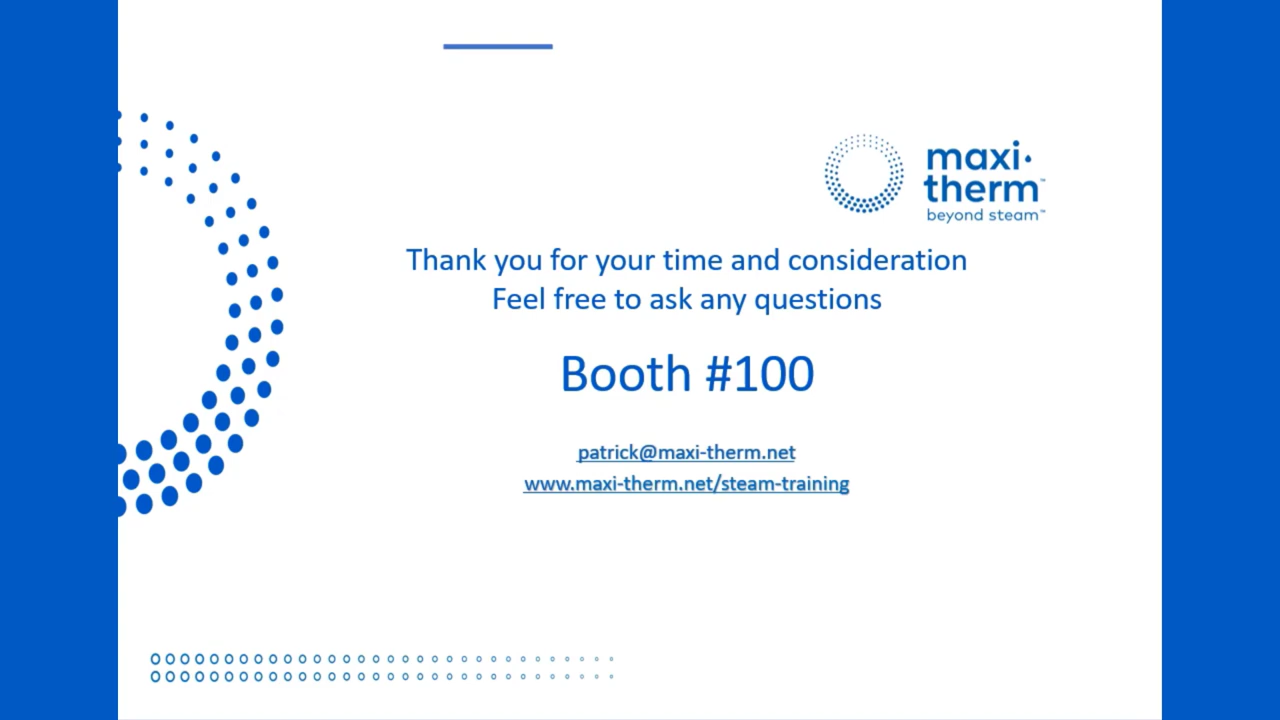 maxi
therm™
beyond steam™
Thank you for your time and consideration
Feel free to ask any questions
Booth #100
patrick@maxi-therm.net
www.maxi-therm.net/steam-training